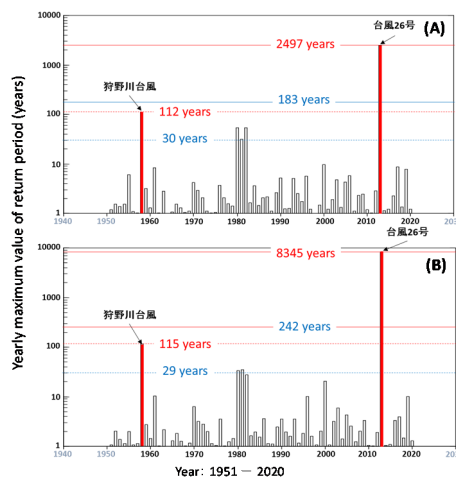 Yearly maximum value of return period (years)
(A)
台風26号
10000
2497 years
1000
狩野川台風
183 years
112 years
100
30 years
10
1
1940 1950 1960 1970 1980 1990 2000 2010 2020 203
(B)
台風26号
10000
8345 years
1000
狩野川台風
242 years
115 years
100
29 years
10
1
1940 1950 1960 1970 1980 1990 2000 2010 2020 203
Year: 1951 － 2020